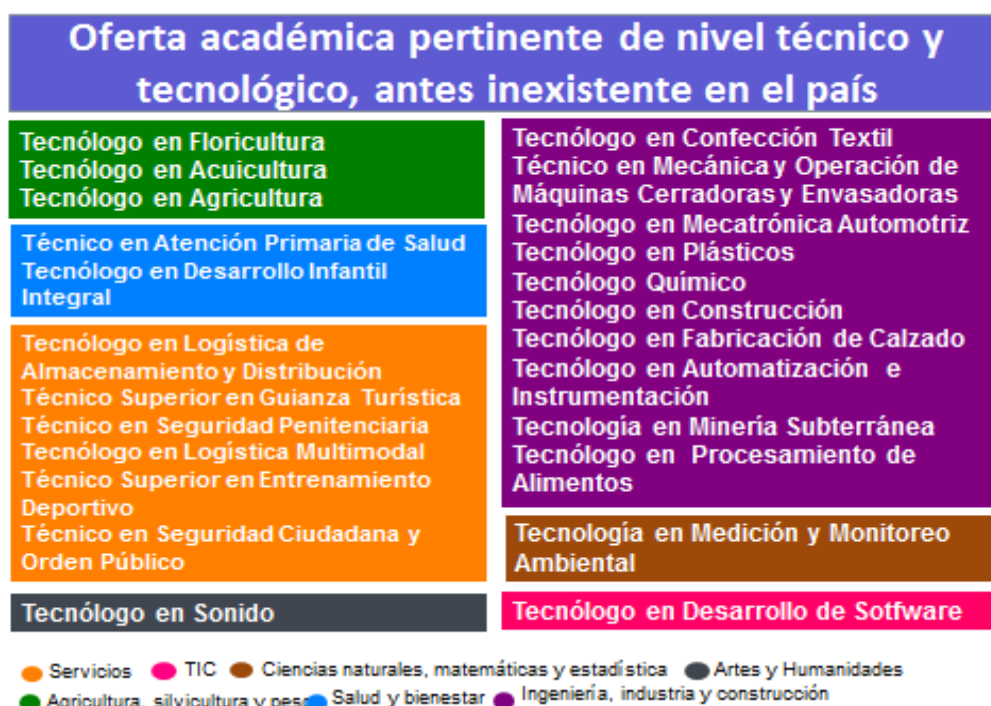 Oferta académica pertinente de nivel técnico y
tecnológico, antes inexistente en el país
Tecnólogo en Floricultura
Tecnólogo en Acuicultura
Tecnólogo en Agricultura
Técnico en Atención Primaria de Salud
Tecnólogo en Desarrollo Infantil
Integral
Tecnólogo en Logística de
Almacenamiento y Distribución
Técnico Superior en Guianza Turística
Técnico en Seguridad Penitenciaria
Tecnólogo en Logística Multimodal
Técnico Superior en Entrenamiento
Deportivo
Técnico en Seguridad Ciudadana y
Orden Público
Tecnólogo en Sonido
Tecnólogo en Confección Textil
Técnico en Mecánica y Operación de
Máquinas Cerradoras y Envasadoras
Tecnólogo en Mecatrónica Automotriz
Tecnólogo en Plásticos
Tecnólogo Químico
Tecnólogo en Construcción
Tecnólogo en Fabricación de Calzado
Tecnólogo en Automatización e
Instrumentación
Tecnología en Minería Subterránea
Tecnólogo en Procesamiento de
Alimentos
Tecnología en Medición y Monitoreo
Ambiental
Tecnólogo en Desarrollo de Sotfware
Servicios TIC Ciencias naturales, matemáticas y estadística Artes y Humanidades
Agricultura, silvicultura y Salud y bienestar Ingeniería, industria y construcción